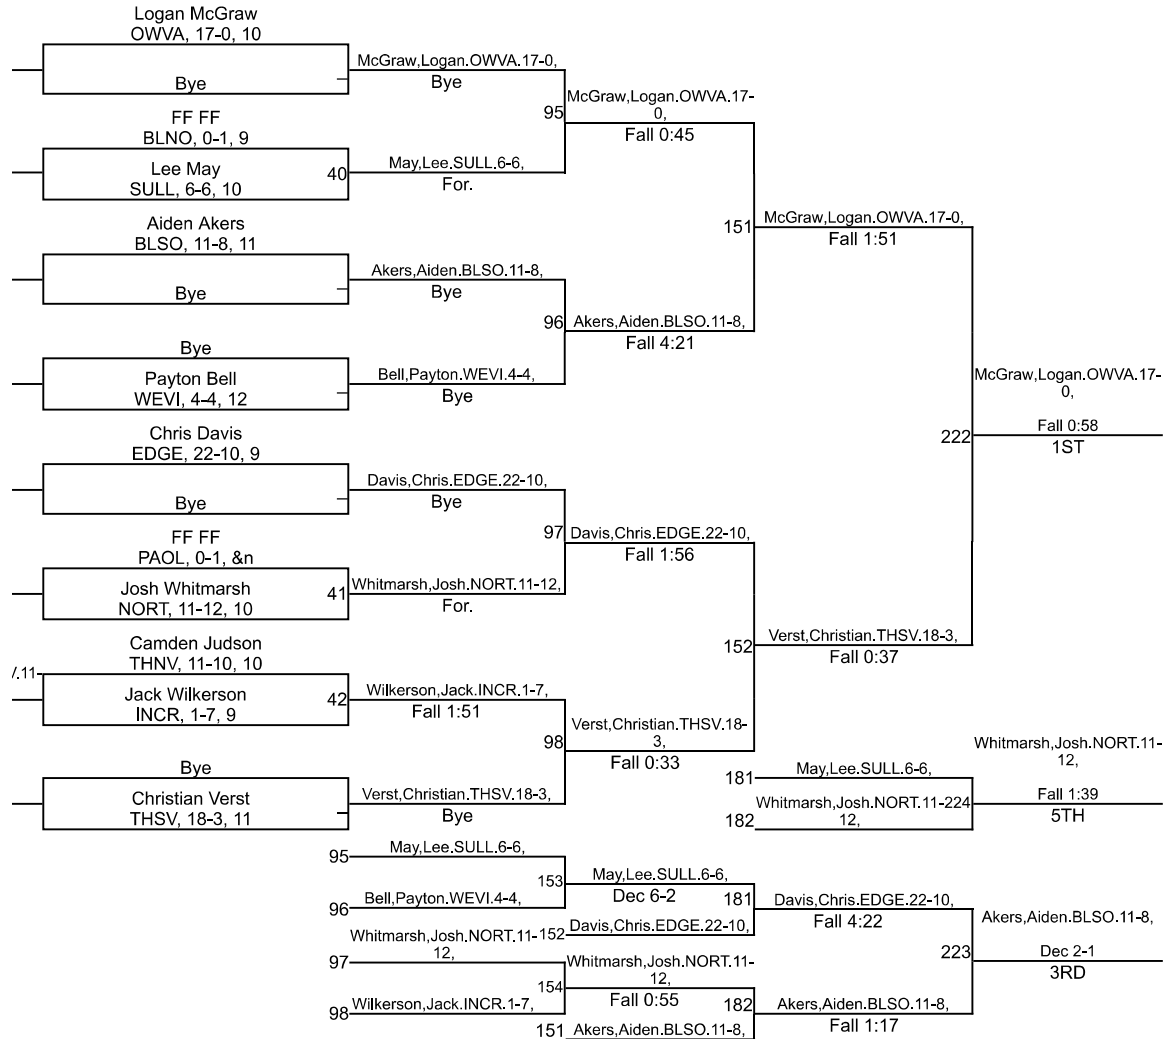 Logan McGraw
OWVA, 17-0, 10
Bye
McGraw,Logan.OWVA.17-0,
Bye
95
McGraw,Logan.OWVA.17-
0,
Fall 0:45
FF FF
BLNO, 0-1, 9
Lee May
SULL, 6-6, 10
40
May,Lee.SULL.6-6,
For.
151
McGraw,Logan.OWVA.17-0,
Fall 1:51
Aiden Akers
BLSO, 11-8, 11
Bye
Akers,Aiden.BLSO.11-8,
Bye
96
Akers,Aiden.BLSO.11-8,
Fall 4:21
Bye
Payton Bell
WEVI, 4-4, 12
Bell,Payton.WEVI.4-4,
Bye
222
McGraw,Logan.OWVA.17-
0,
Fall 0:58
1ST
Chris Davis
EDGE, 22-10, 9
Bye
Davis,Chris.EDGE.22-10,
Bye
97
Davis,Chris.EDGE.22-10,
Fall 1:56
FF FF
PAOL, 0-1, &n
Josh Whitmarsh
NORT, 11-12, 10
41
Whitmarsh,Josh.NORT.11-12,
For.
152
Verst,Christian.THSV.18-3,
Fall 0:37
Camden Judson
THNV, 11-10, 10
.11
Jack Wilkerson
INCR, 1-7, 9
42
Wilkerson,Jack.INCR.1-7,
Fall 1:51
98
Verst,Christian.THSV.18-
3,
Fall 0:33
Bye
Christian Verst
THSV, 18-3, 11
Verst,Christian.THSV.18-3,
Bye
181
May,Lee.SULL.6-6,
182
Whitmarsh,Josh.NORT.11-
12,
224
Whitmarsh,Josh.NORT.11-
12,
Fall 1:39
5TH
95
May,Lee.SULL.6-6,
96
Bell,Payton.WEVI.4-4,
153
May,Lee.SULL.6-6,
Dec 6-2
152
Davis,Chris.EDGE.22-10,
181
Davis,Chris.EDGE.22-10,
Fall 4:22
97
Whitmarsh,Josh.NORT.11-
12,
98
Wilkerson,Jack.INCR.1-7,
154
Whitmarsh,Josh.NORT.11-
12,
Fall 0:55
151
Akers,Aiden.BLSO.11-8,
182
Akers,Aiden.BLSO.11-8,
Fall 1:17
223
Akers,Aiden.BLSO.11-8,
Dec 2-1
3RD